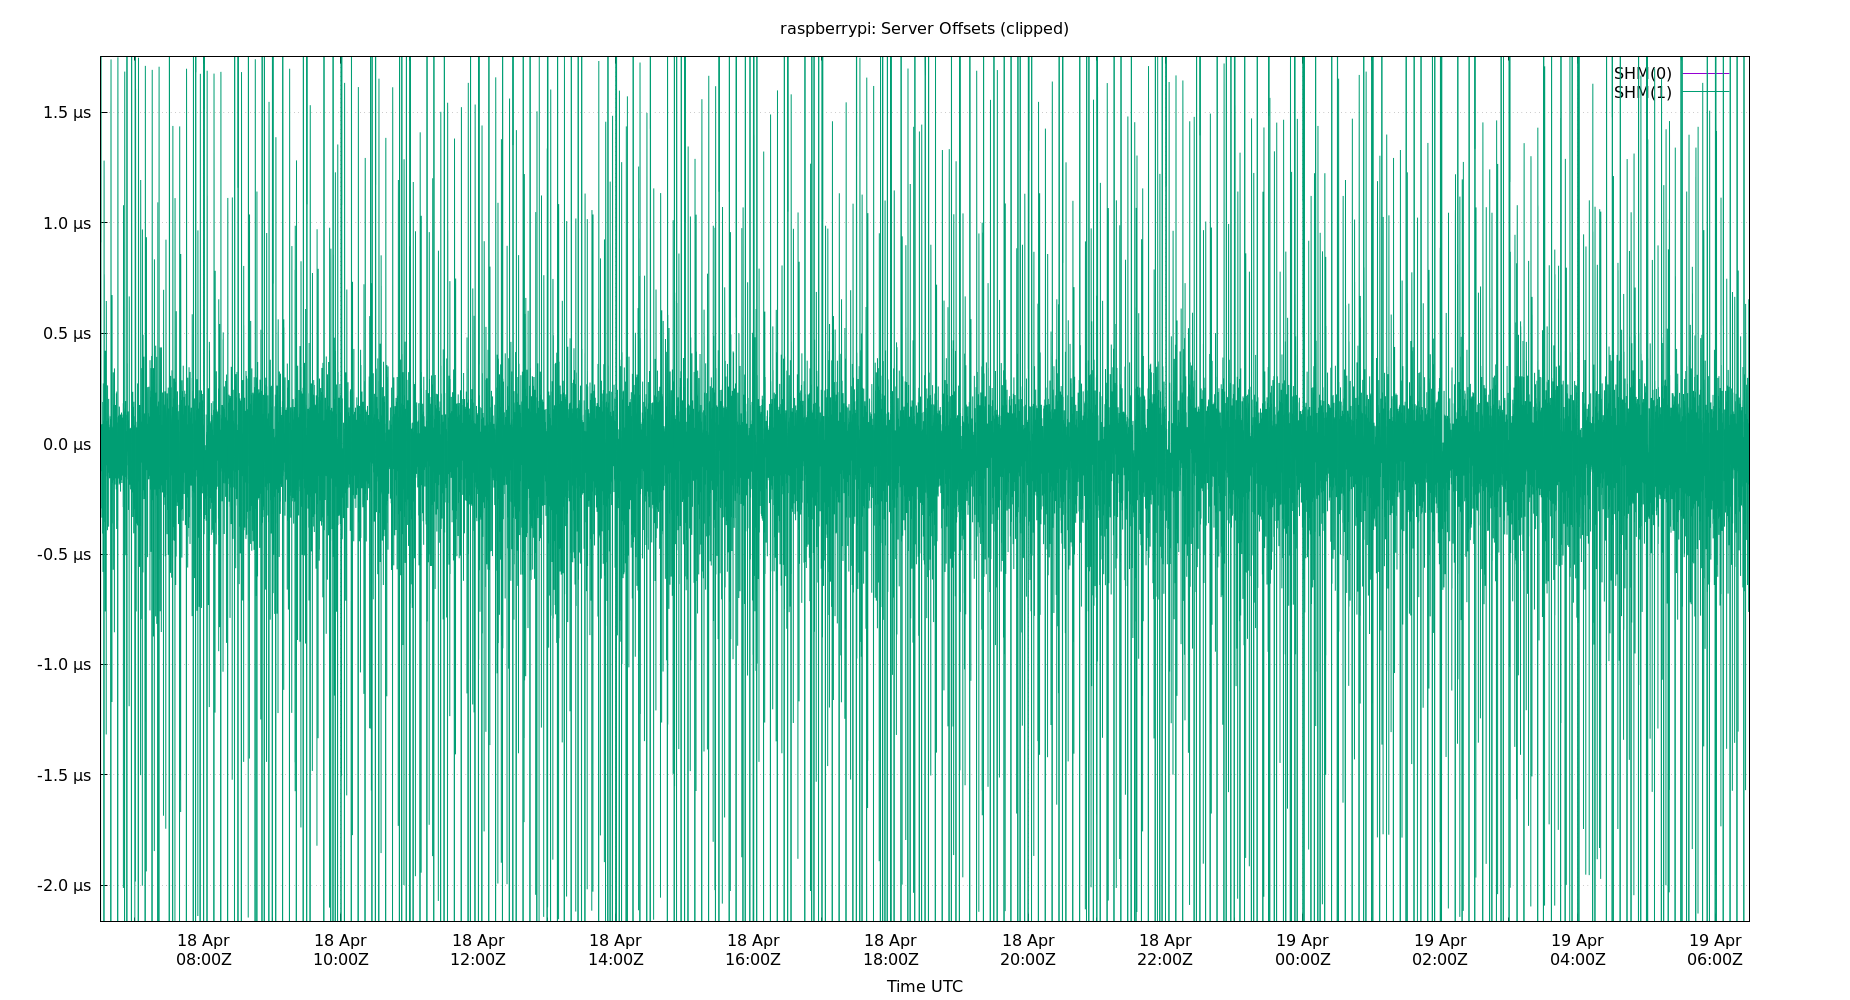 raspberrypi: Server Offsets (clipped)
SHM(0)
SHM(1)
1.5 µs
1.0 µs
0.5 µs
0.0 µs
-0.5 µs
-1.0 µs
-1.5 µs
-2.0 µs
18 Apr 18 Apr 18 Apr 18 Apr 18 Apr 18 Apr 18 Apr 18 Apr 19 Apr 19 Apr 19 Apr 19 Apr
08:00Z 10:00Z 12:00Z 14:00Z 16:00Z 18:00Z 20:00Z 22:00Z 00:00Z 02:00Z 04:00Z 06:00Z
Time UTC